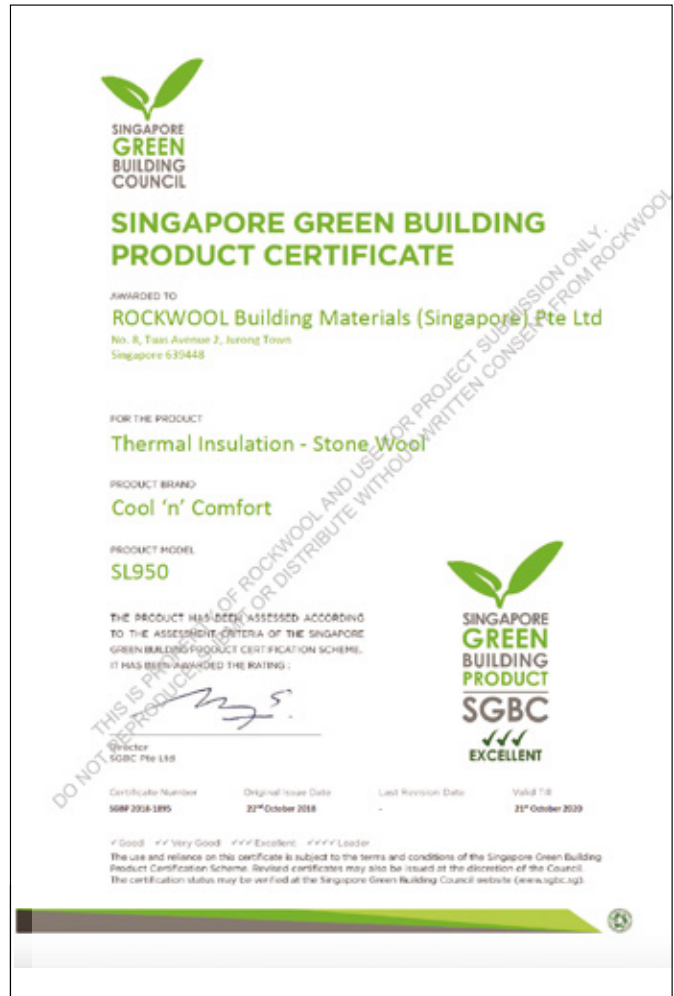 SINGAPORE
GREEN
BUILDING
COUNCIL
SINGAPORE GREEN BUILDING
PRODUCT CERTIFICATE
AWARDED TO
ROCKWOOL Building Materials (Singapore) Pte Ltd
No. 8, Tuas Avenue 2, Jurong Town
Singapore 639448
FOR THE PRODUCT
Thermal Insulation - Stone Wool
PRODUCT BRAND
Cool 'n' Comfort
PRODUCT MODEL
SL950
THE PRODUCT HAS BEEN ASSESSED ACCORDING
TO THE ASSESSMENT CRITERIA OF THE SINGAPORE
GREEN BUILDING PRODUCT CERTIFICATION SCHEME.
IT HAS BEEN AWARDED THE RATING :
Director
SGBC Pte Ltd
SINGAPORE
GREEN
BUILDING
PRODUCT
SGBC
✓✓✓
EXCELLENT
Certificate Number Original Issue Date Last Revision Date Valid Till
SGBP 2018-1895 22nd October 2018 - 21st October 2020
✓ Good ✓✓ Very Good ✓✓✓ Excellent ✓✓✓✓ Leader
The use and reliance on this certificate is subject to the terms and conditions of the Singapore Green Building
Product Certification Scheme. Revised certificates may also be issued at the discretion of the Council.
The certification status may be verified at the Singapore Green Building Council website (www.sgbc.sg).
THIS IS PROPERTY OF ROCKWOOL AND USE FOR PROJECT SUBMISSION ONLY.
DO NOT REPRODUCE, SUBMIT OR DISTRIBUTE WITHOUT WRITTEN CONSENT FROM ROCKWOOL